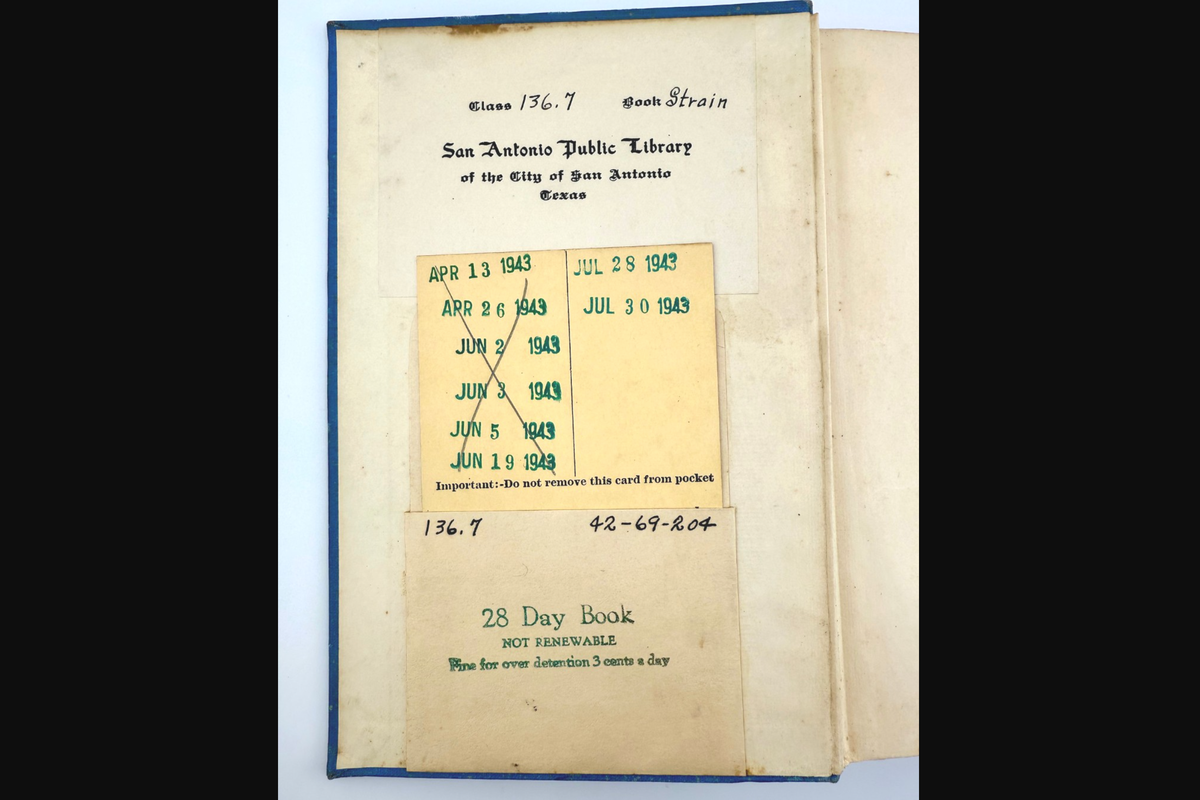 Class 136.7 Book Strain
San Antonio Public Library
of the City of San Antonio
Texas
APR 13 1943
APR 26 1943
JUN 2 1943
JUN 3 1943
JUN 5 1943
JUN 19 1943
JUL 28 1943
JUL 30 1943
Important:-Do not remove this card from pocket
136.7 42-69-204
28 Day Book
NOT RENEWABLE
Fine for over detention 3 cents a day